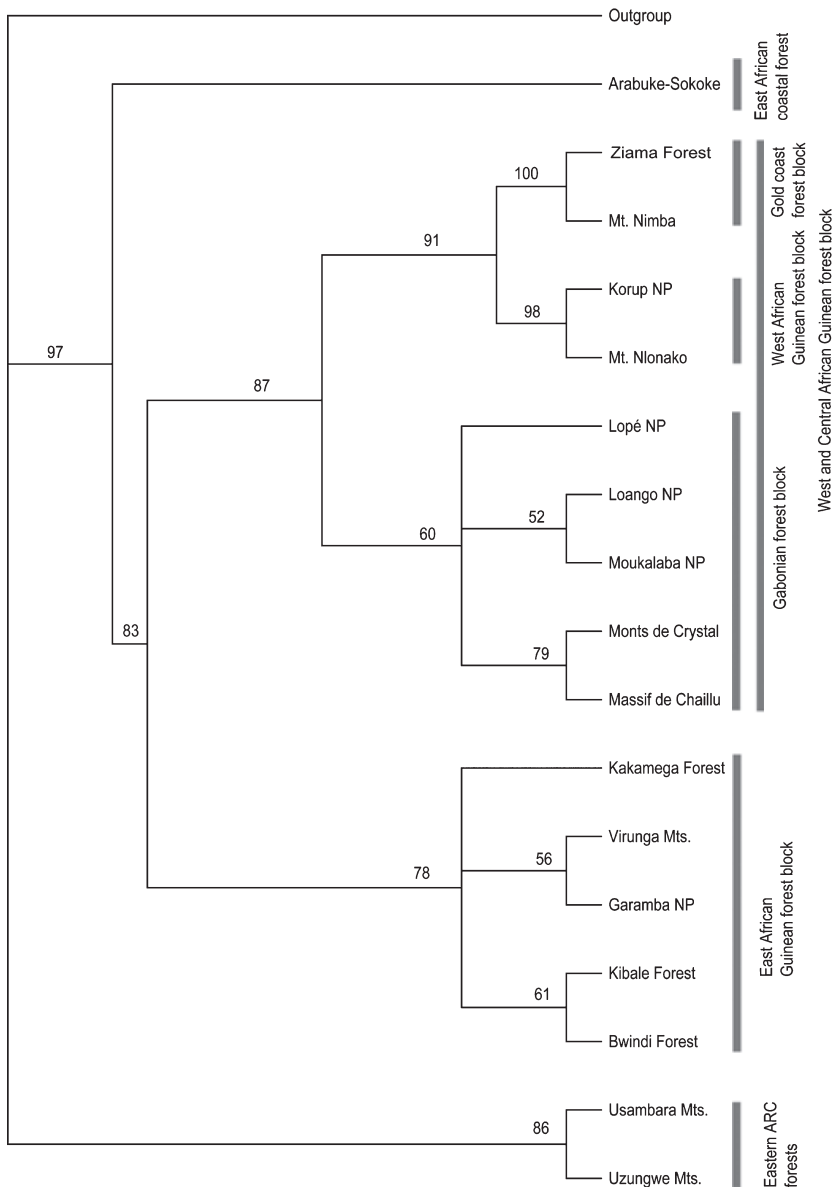 Outgroup
Arabuke-Sokoke
Ziama Forest
100
Mt. Nimba
91
Korup NP
98
Mt. Nlonako
97
87
Lopé NP
Loango NP
52
60
Moukalaba NP
Monts de Crystal
83
79
Massif de Chaillu
Kakamega Forest
Virunga Mts.
56
78
Garamba NP
Kibale Forest
61
Bwindi Forest
Usambara Mts.
86
Uzungwe Mts.
East African
coastal forest
Gold coast
forest block
West African
Guinean forest block
Gabonian forest block
West and Central African Guinean forest block
East African
Guinean forest block
Eastern ARC
forests